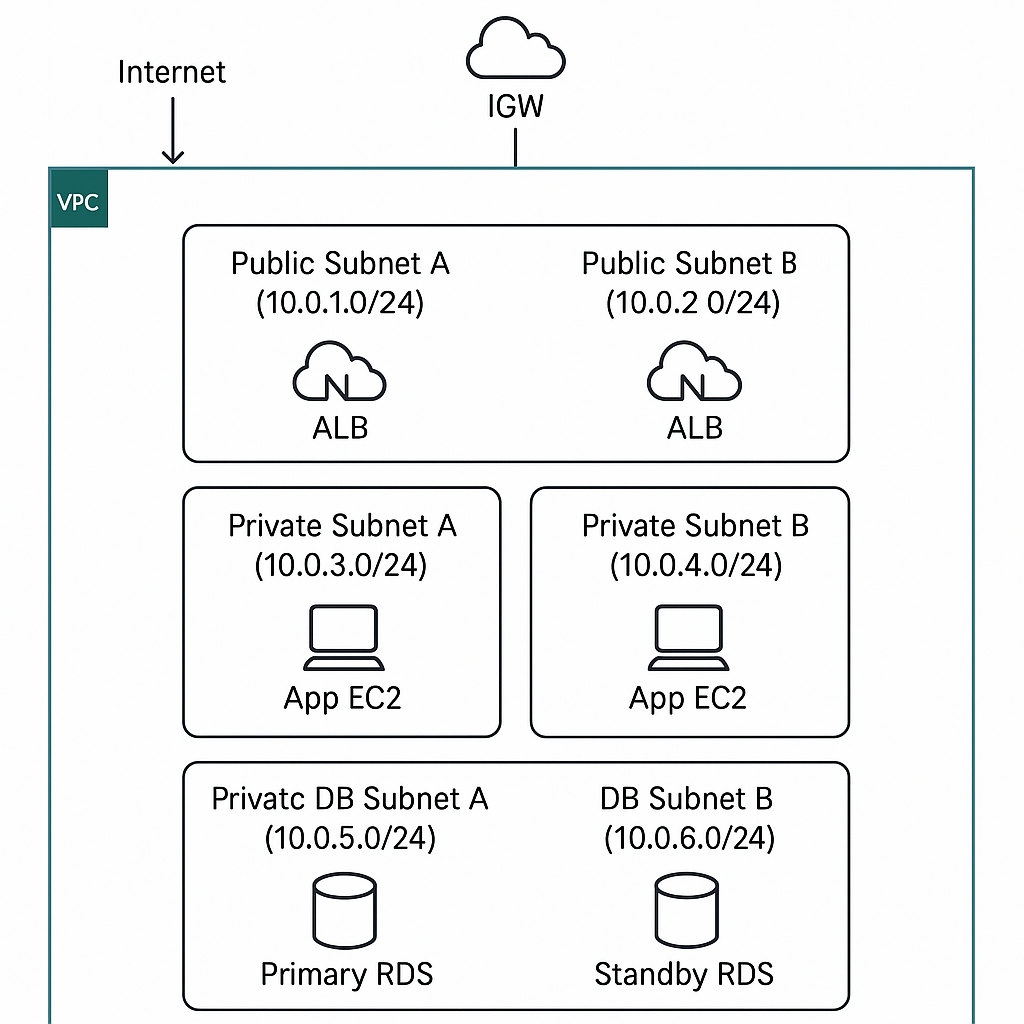 Internet
IGW
VPC
Public Subnet A
(10.0.1.0/24)
Public Subnet B
(10.0.2 0/24)
N
ALB
N
ALB
Private Subnet A
(10.0.3.0/24)
App EC2
Private Subnet B
(10.0.4.0/24)
App EC2
Privatc DB Subnet A
(10.0.5.0/24)
Primary RDS
DB Subnet B
(10.0.6.0/24)
Standby RDS